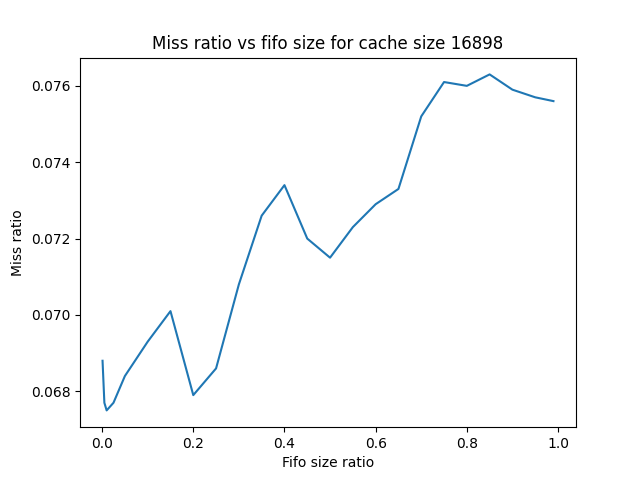 Miss ratio vs fifo size for cache size 16898
0.076
0.074
0.072
0.070
0.068
Miss ratio
0.0 0.2 0.4 0.6 0.8 1.0
Fifo size ratio